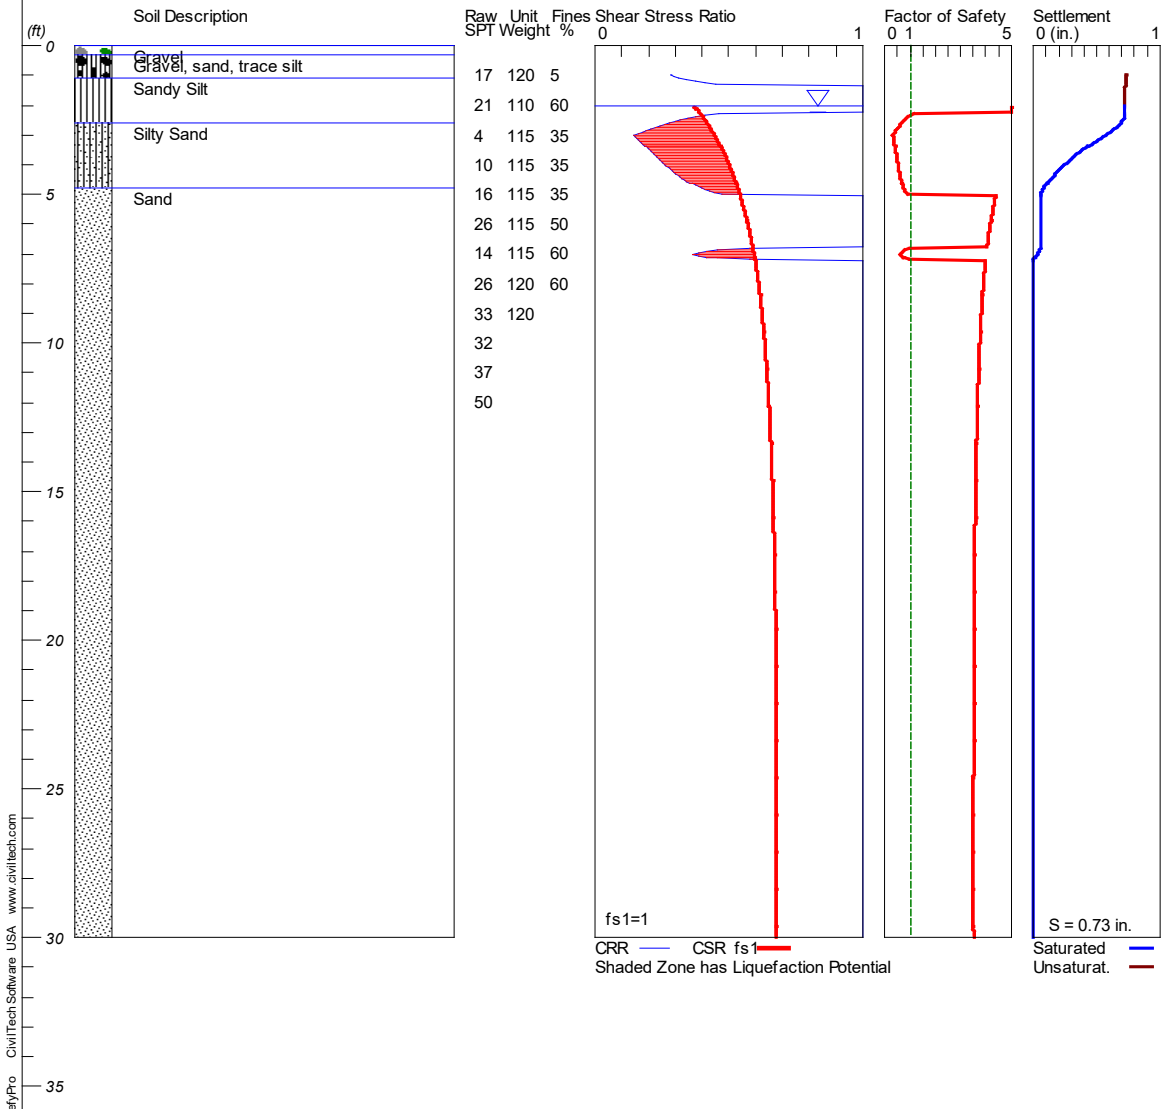 Soil Description Raw Unit Fines Shear Stress Ratio Factor of Safety Settlement
(ft) SPT Weight % 0 1 0 1 5 0 (in.) 1
0
Gravel
Gravel, sand, trace silt
17 120 5
Sandy Silt
21 110 60
Silty Sand 4 115 35
10 115 35
5
Sand 16 115 35
26 115 50
14 115 60
26 120 60
33 120
10 32
37
50
15
20
25
fs1=1 S = 0.73 in.
30
CRR CSR fs1 Saturated
Shaded Zone has Liquefaction Potential Unsaturat.
35
efyPro CivilTech Software USA www.civiltech.com